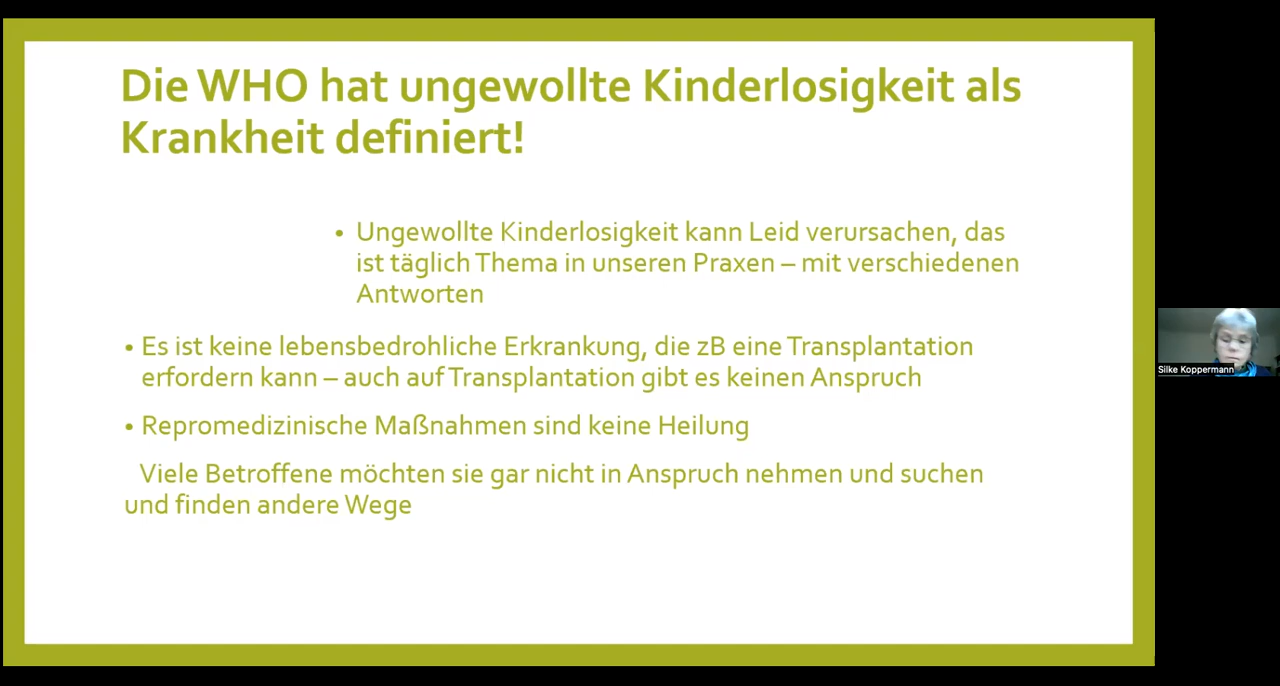 Die WHO hat ungewollte Kinderlosigkeit als
Krankheit definiert!
• Ungewollte Kinderlosigkeit kann Leid verursachen, das
ist täglich Thema in unseren Praxen – mit verschiedenen
Antworten
• Es ist keine lebensbedrohliche Erkrankung, die zB eine Transplantation
erfordern kann – auch auf Transplantation gibt es keinen Anspruch
• Repromedizinische Maßnahmen sind keine Heilung
Viele Betroffene möchten sie gar nicht in Anspruch nehmen und suchen
und finden andere Wege
Silke Koppermann